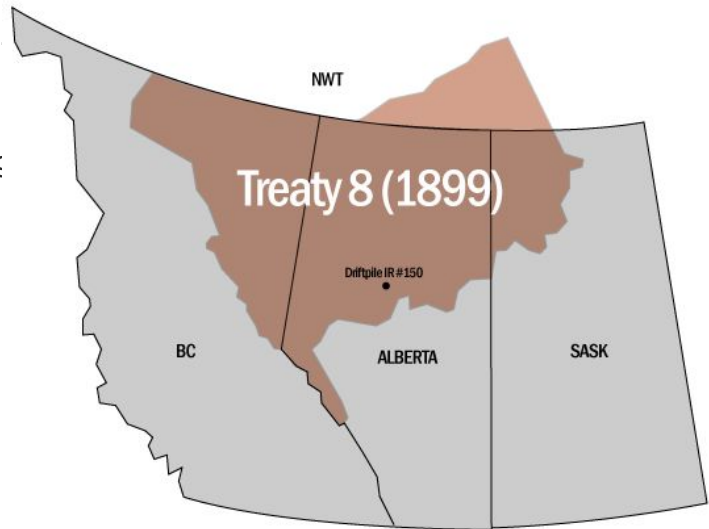 NWT
Treaty 8 (1899)
Driftpile IR #150
BC
ALBERTA
SASK